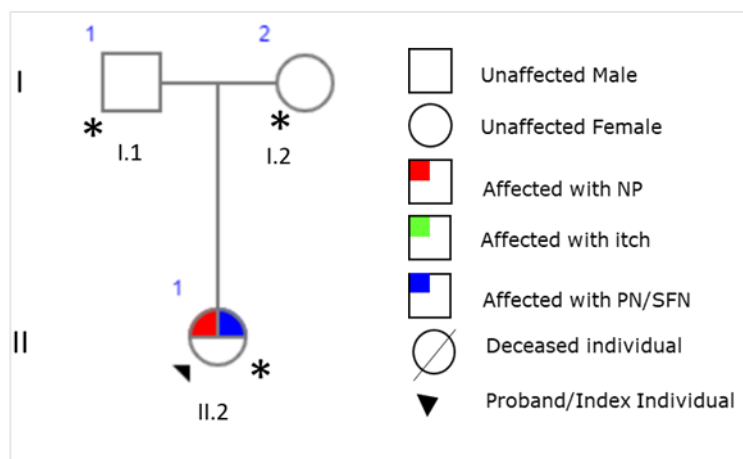 1 2
I
* *
I.1 I.2
1
II
*
II.2
Unaffected Male
Unaffected Female
Affected with NP
Affected with itch
Affected with PN/SFN
Deceased individual
Proband/Index Individual